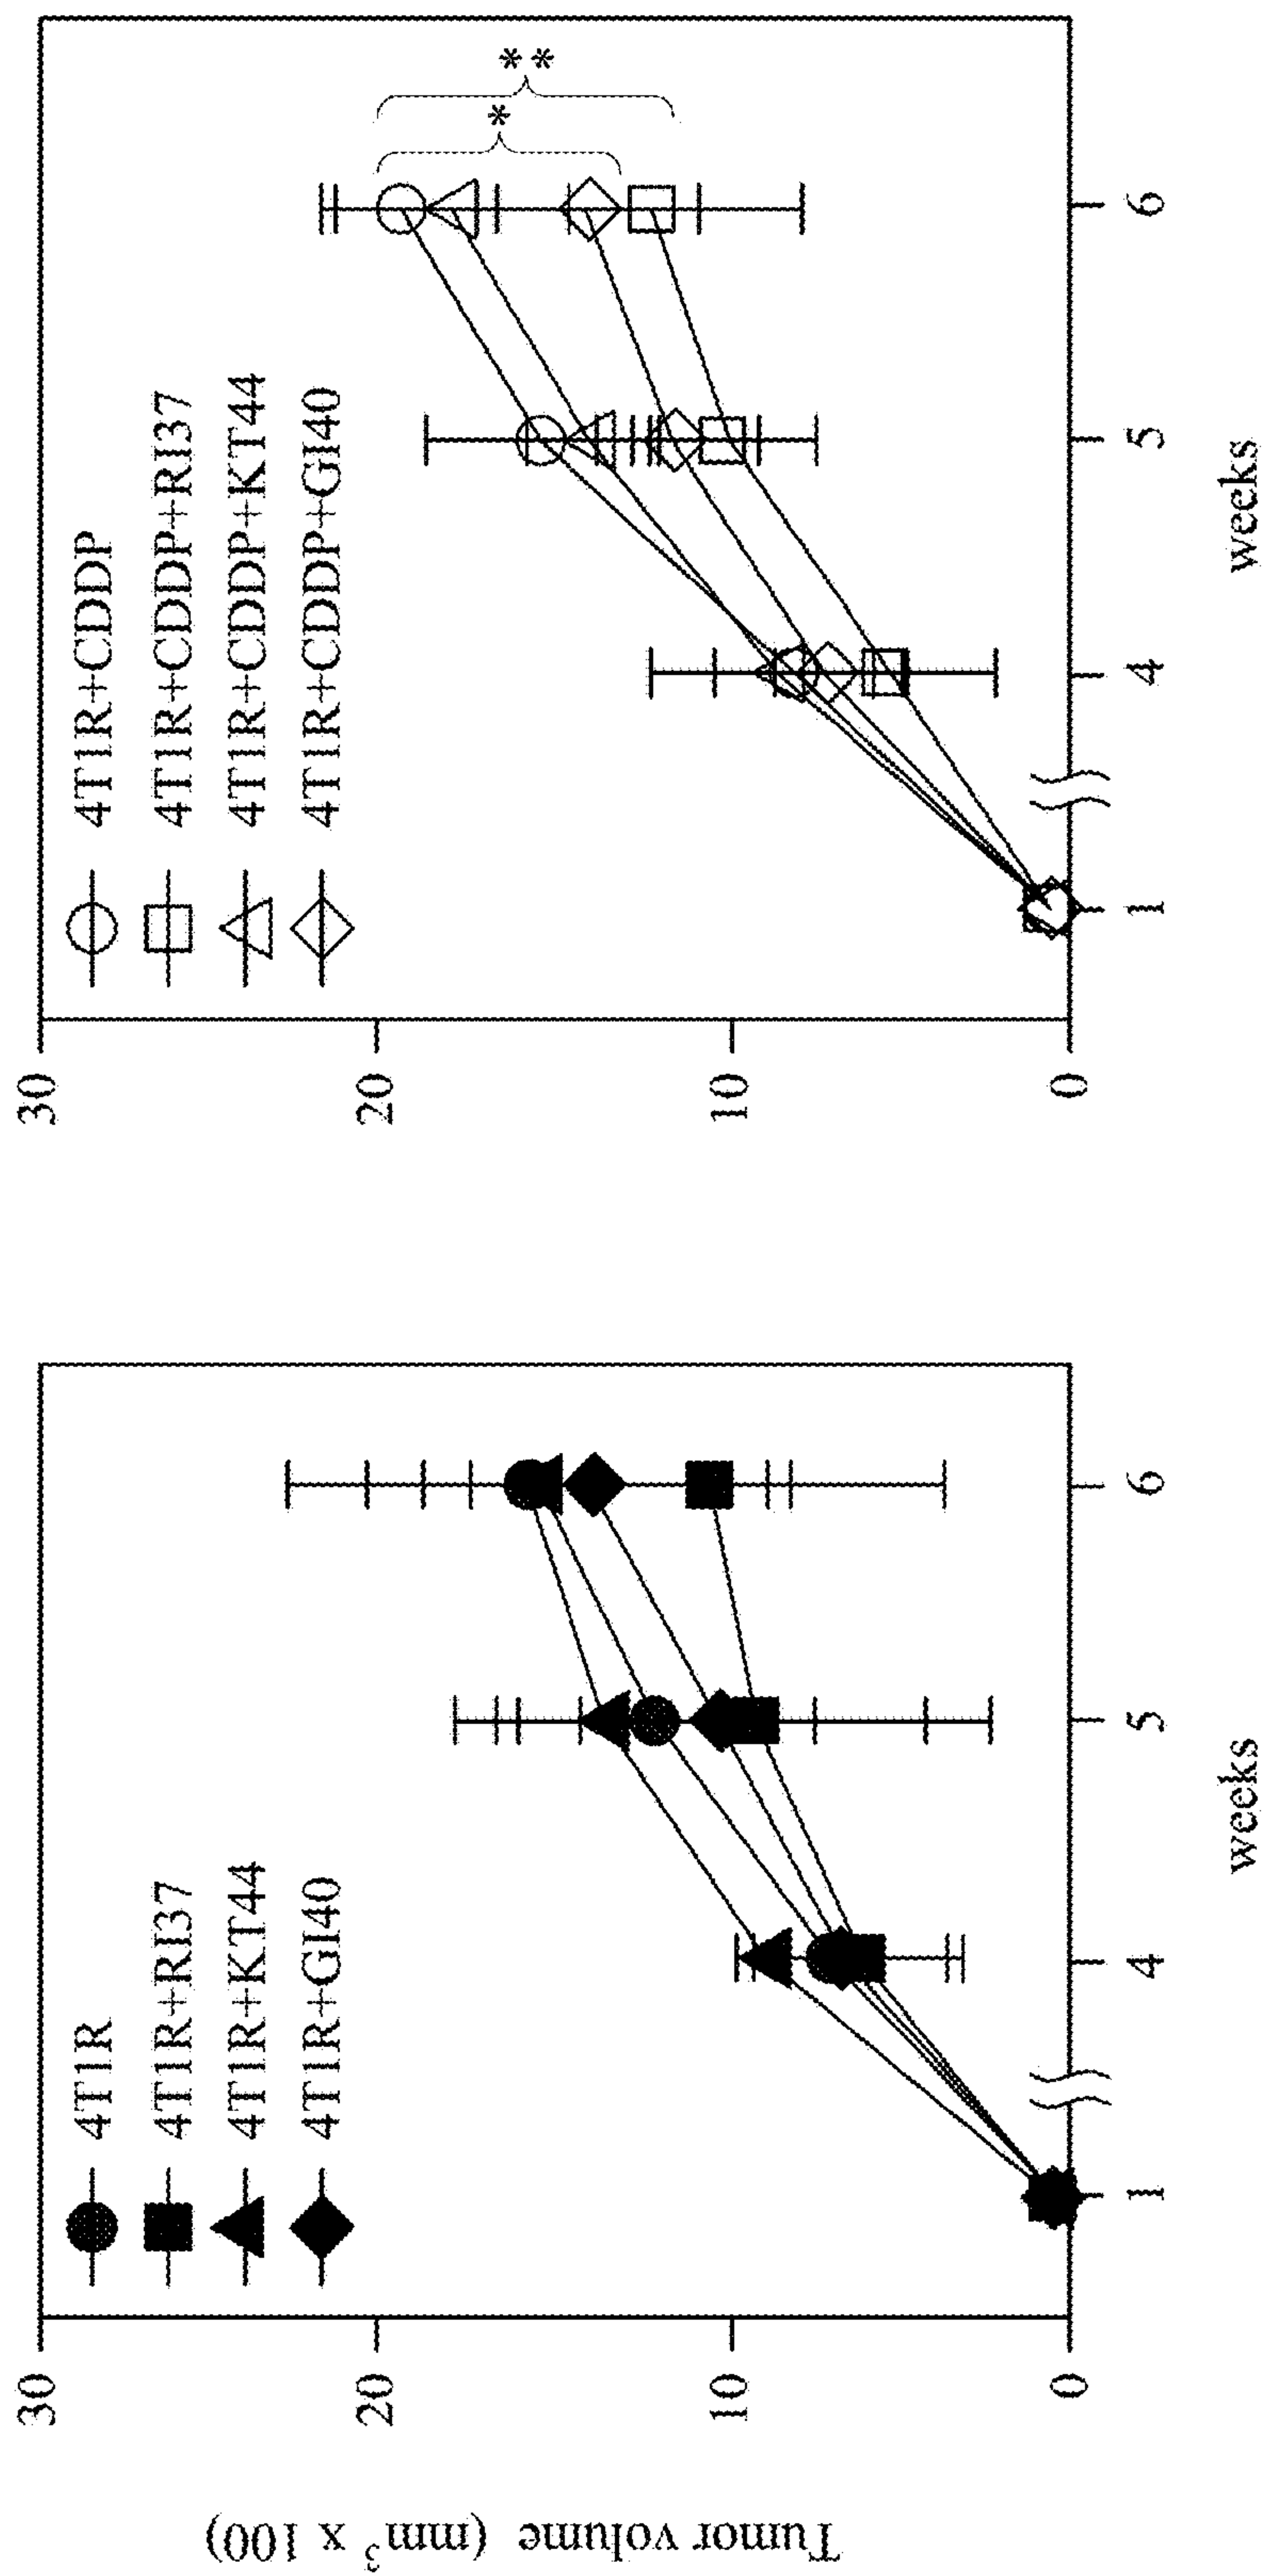 Tumor volume (mm³ x 100)
30
20
10
0
4T1R
4T1R+RI37
4T1R+KT44
4T1R+GI40
1
4
5
6
weeks
30
20
10
0
4T1R+CDDP
4T1R+CDDP+RI37
4T1R+CDDP+KT44
4T1R+CDDP+GI40
*
**
1
4
5
6
weeks